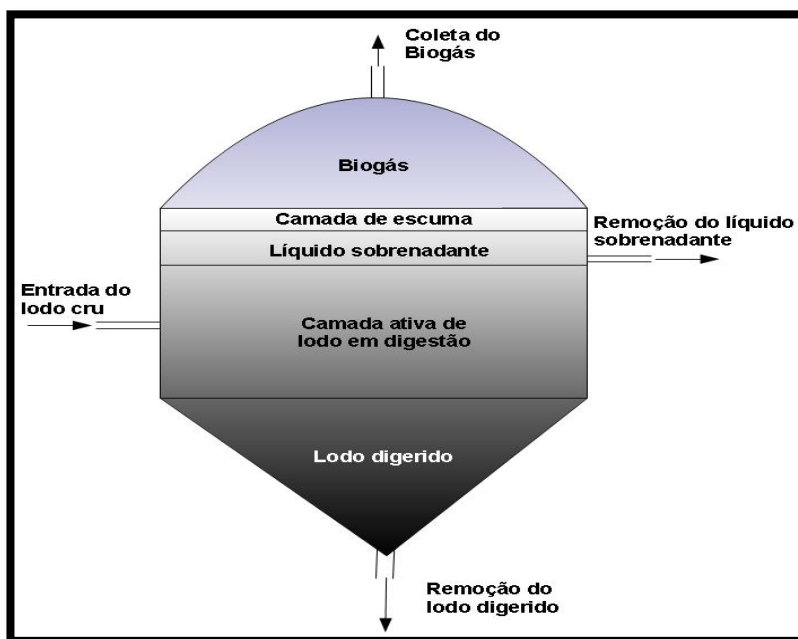 Coleta do
Biogás
Biogás
Camada de escuma
Remoção do líquido
sobrenadante
Líquido sobrenadante
Entrada do
lodo cru
Camada ativa de
lodo em digestão
Lodo digerido
Remoção do
lodo digerido